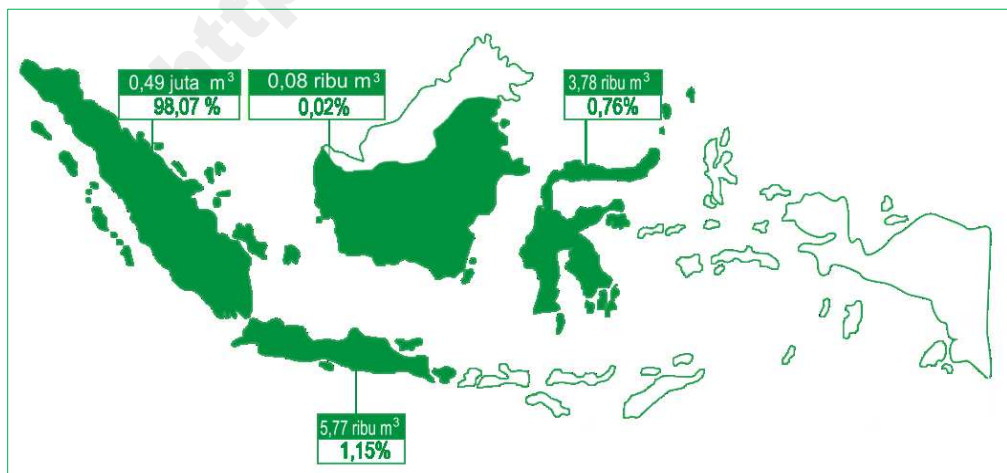 http
0,49 juta m³
98,07 %
0,08 ribu m³
0,02%
3,78 ribu m³
0,76%
5,77 ribu m³
1,15%